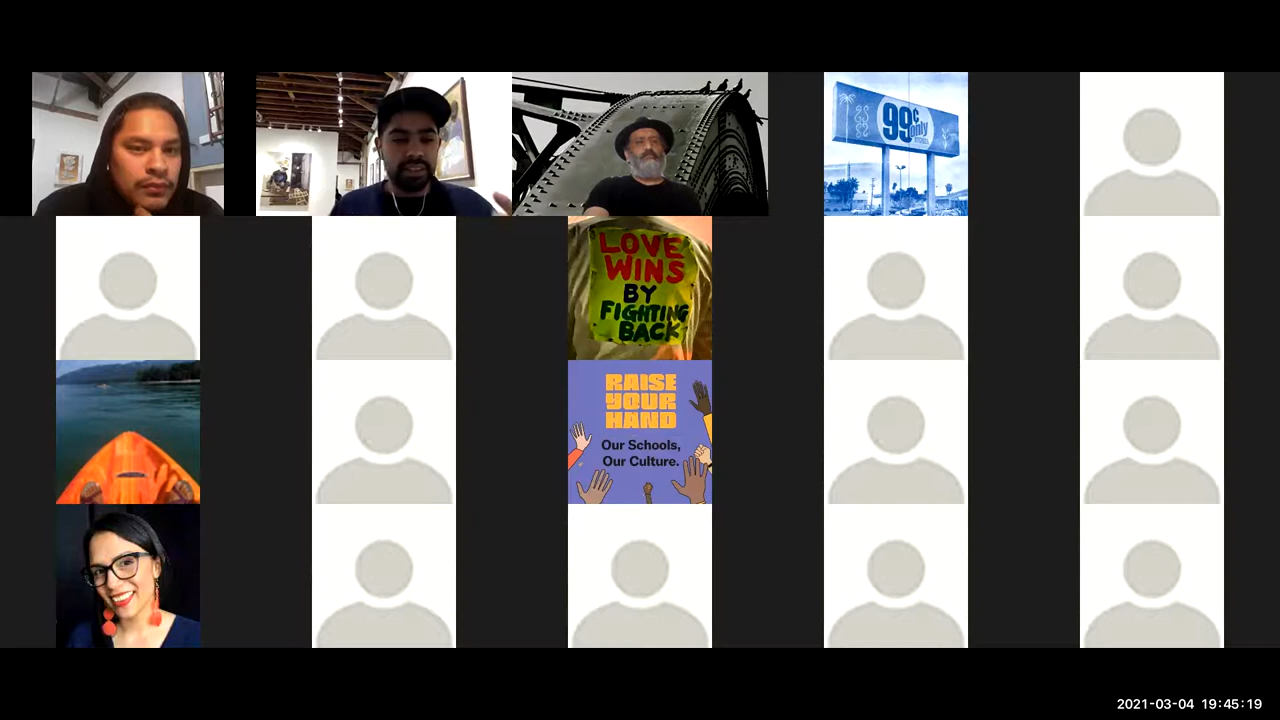 99¢
only
LOVE
WINS
BY
FIGHTING
BACK
RAISE
YOUR
HAND
Our Schools,
Our Culture.
2021-03-04 19:45:19